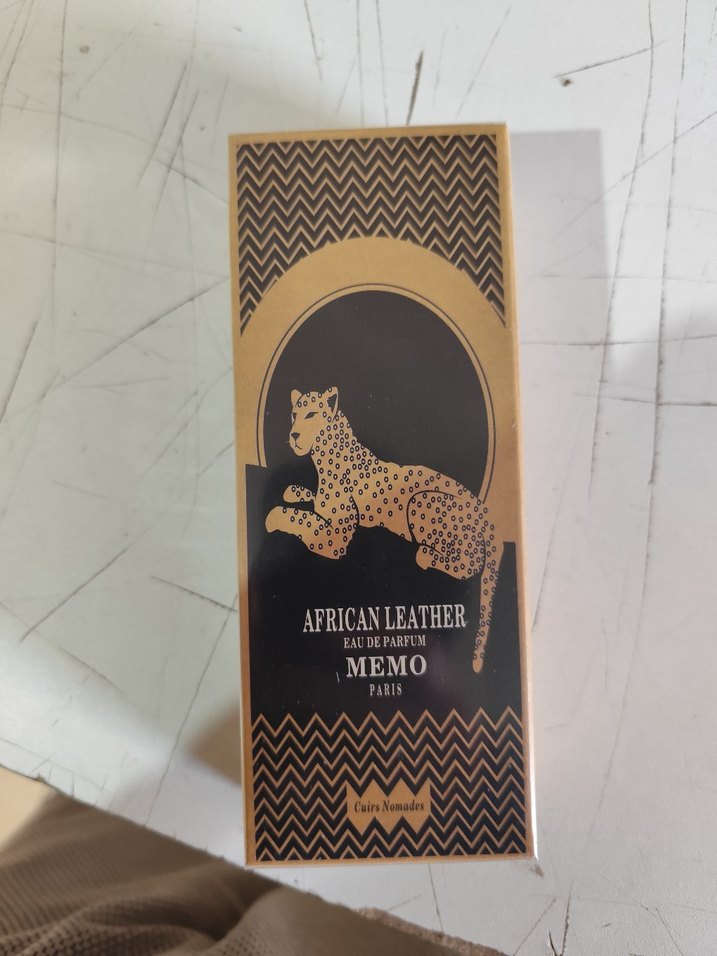 AFRICAN LEATHER
EAU DE PARFUM
MEMO
PARIS
Cuirs Nomades